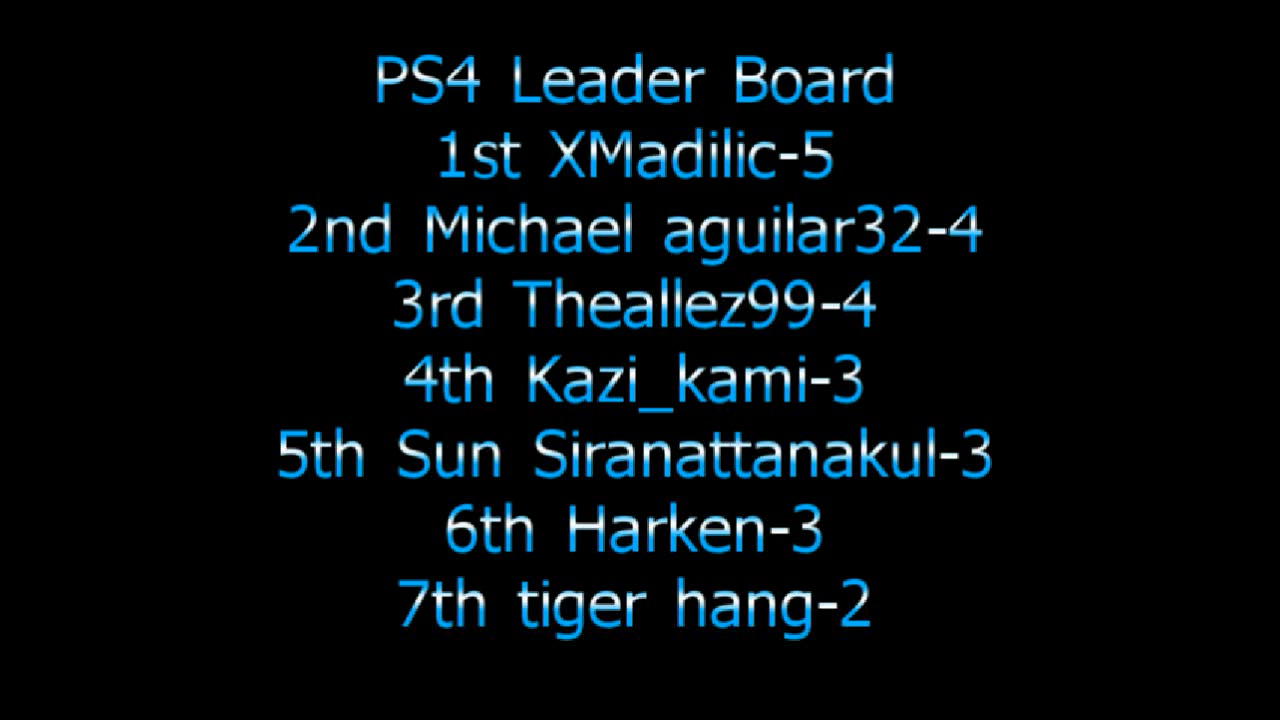 PS4 Leader Board
1st XMadilic-5
2nd Michael aguilar32-4
3rd Theallez99-4
4th Kazi_kami-3
5th Sun Siranattanakul-3
6th Harken-3
7th tiger hang-2